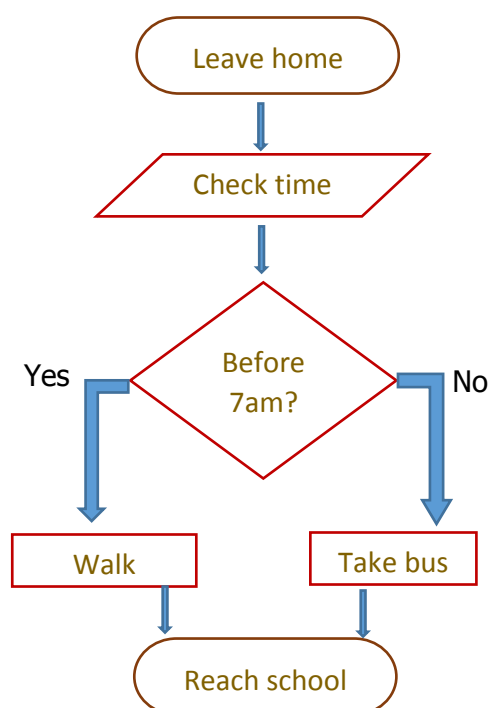 Leave home
Check time
Before
7am?
Yes
No
Walk
Take bus
Reach school